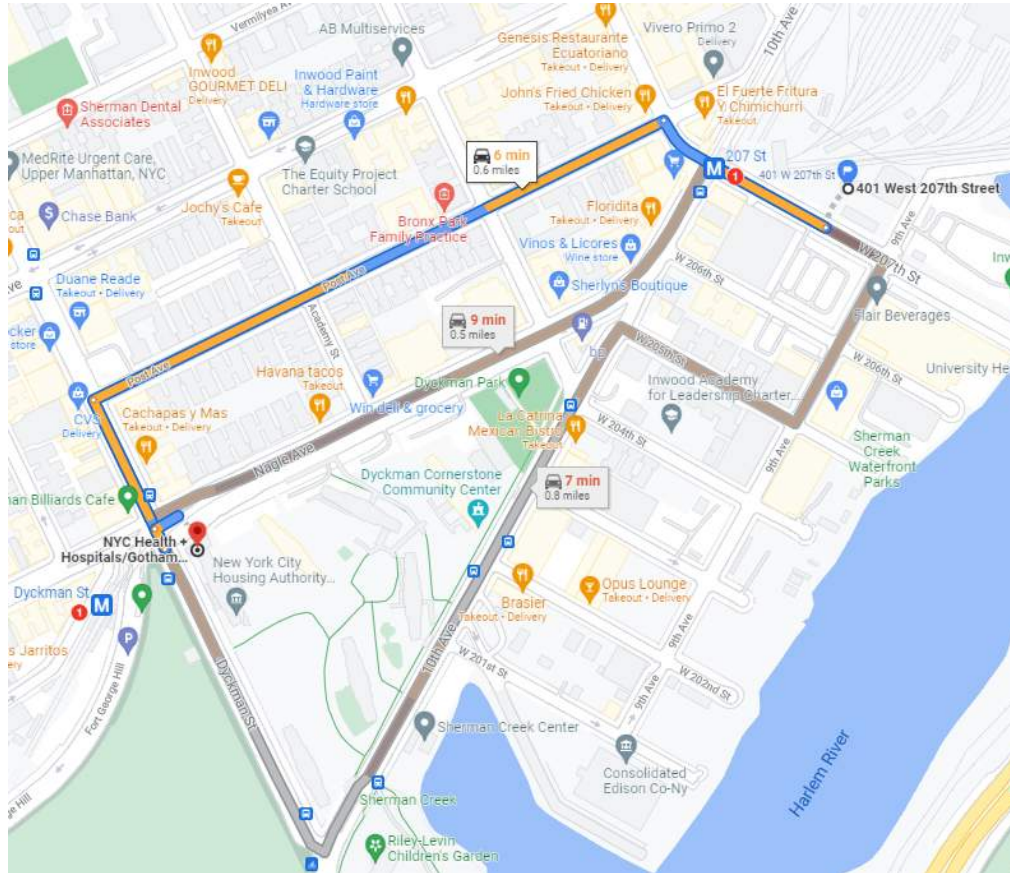 Vermilyea Av
AB Multiservices
Genesis Restaurante
Ecuatoriano
Takeout • Delivery
Vivero Primo 2
Delivery
10th Ave
Inwood
GOURMET DELI
Delivery
Inwood Paint
& Hardware
Hardware store
John's Fried Chicken
Takeout • Delivery
El Fuerte Fritura
Y Chimichurri
Takeout
Sherman Dental
Associates
MedRite Urgent Care,
Upper Manhattan, NYC
The Equity Project
Charter School
6 min
0.6 miles
M
207 St
1
401 W 207th St
401 West 207th Street
Chase Bank
Jochy's Cafe
Takeout
Bronx Park
Family Practice
Floridita
Takeout • Delivery
9th Ave
W 207th St
Vinos & Licores
Wine store
W 206th St
Sherlyn's Boutique
Duane Reade
Takeout • Delivery
Post Ave
Academy St
Flair Beverages
9 min
0.5 miles
bp
W 205th St
W 206th St
ocker
store
Post Ave
Havana tacos
Takeout
Win deli & grocery
Dyckman Park
Inwood Academy
for Leadership Charter...
University He
CVS
Delivery
Cachapas y Mas
Takeout • Delivery
La Catrina
Mexican Bistro
Takeout
W 204th St
9th Ave
Sherman
Creek
Waterfront
Parks
Nagle Ave
Dyckman Cornerstone
Community Center
7 min
0.8 miles
man Billiards Cafe
NYC Health +
Hospitals/Gotham...
New York City
Housing Authority...
Dyckman St
1
M
Brasier
Takeout • Delivery
Opus Lounge
Takeout • Delivery
P
s Jarritos
Fort George Hill
10th Ave
W 201st St
9th Ave
W 202nd St
9th Ave
Dyckman St
Sherman Creek Center
Consolidated
Edison Co-Ny
Harlem River
Sherman Creek
Riley-Levin
Children's Garden